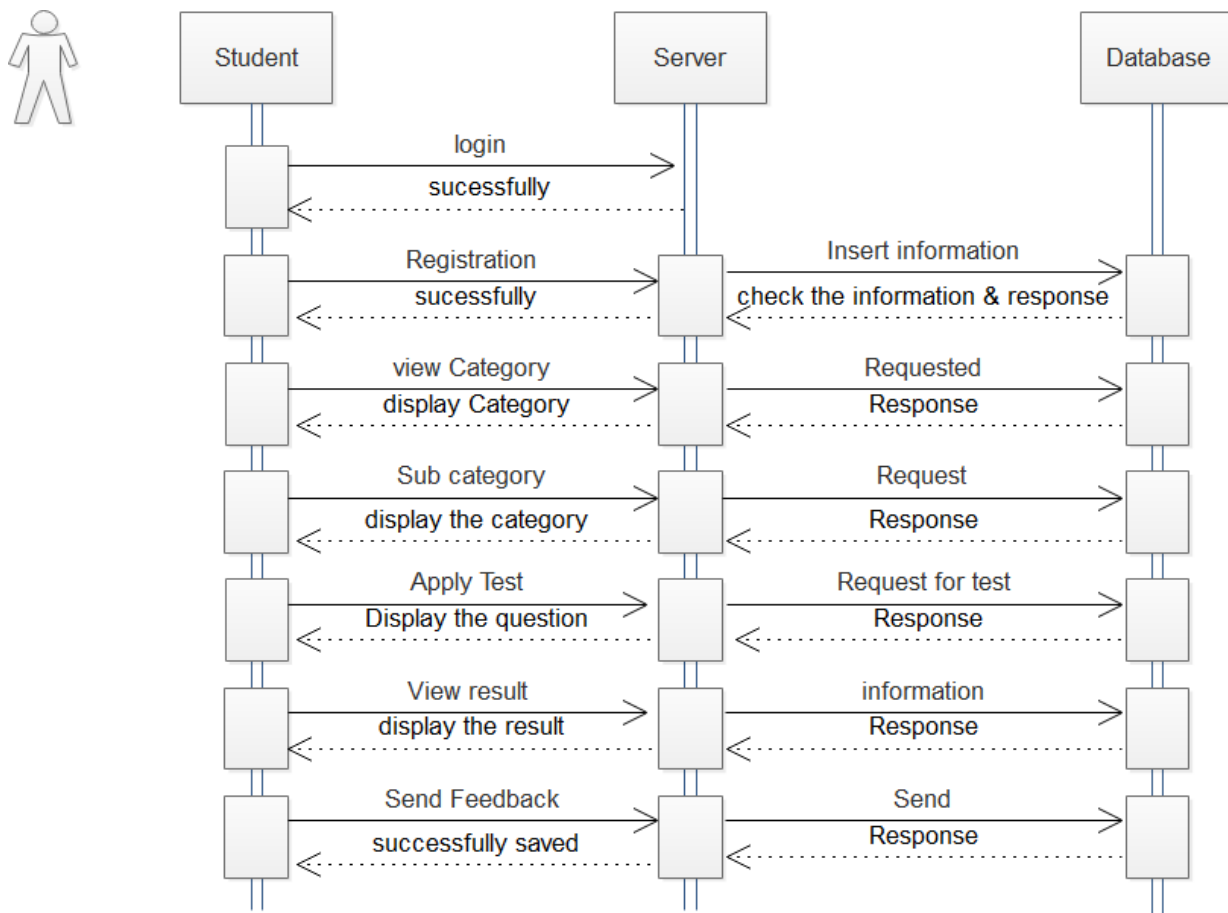 Student
Server
Database
login
sucessfully
Registration
Insert information
sucessfully
check the information & response
view Category
Requested
display Category
Response
Sub category
Request
display the category
Response
Apply Test
Request for test
Display the question
Response
View result
information
display the result
Response
Send Feedback
Send
successfully saved
Response